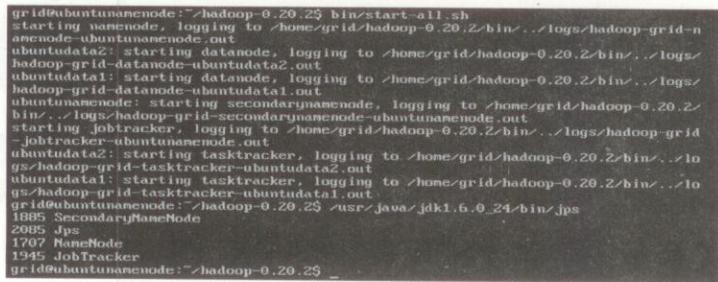 grid@ubuntunamenode:~/hadoop-0.20.2$ bin/start-all.sh
starting namenode, logging to /home/grid/hadoop-0.20.2/bin/../logs/hadoop-grid-n
amenode-ubuntunamenode.out
ubuntudata2: starting datanode, logging to /home/grid/hadoop-0.20.2/bin/../logs/
hadoop-grid-datanode-ubuntudata2.out
ubuntudata1: starting datanode, logging to /home/grid/hadoop-0.20.2/bin/../logs/
hadoop-grid-datanode-ubuntudata1.out
ubuntunamenode: starting secondarynamenode, logging to /home/grid/hadoop-0.20.2/
bin/../logs/hadoop-grid-secondarynamenode-ubuntunamenode.out
starting jobtracker, logging to /home/grid/hadoop-0.20.2/bin/../logs/hadoop-grid
-jobtracker-ubuntunamenode.out
ubuntudata2: starting tasktracker, logging to /home/grid/hadoop-0.20.2/bin/../lo
gs/hadoop-grid-tasktracker-ubuntudata2.out
ubuntudata1: starting tasktracker, logging to /home/grid/hadoop-0.20.2/bin/../lo
gs/hadoop-grid-tasktracker-ubuntudata1.out
grid@ubuntunamenode:~/hadoop-0.20.2$ /usr/java/jdk1.6.0_24/bin/jps
1885 SecondaryNameNode
2085 Jps
1707 NameNode
1945 JobTracker
grid@ubuntunamenode:~/hadoop-0.20.2$ _